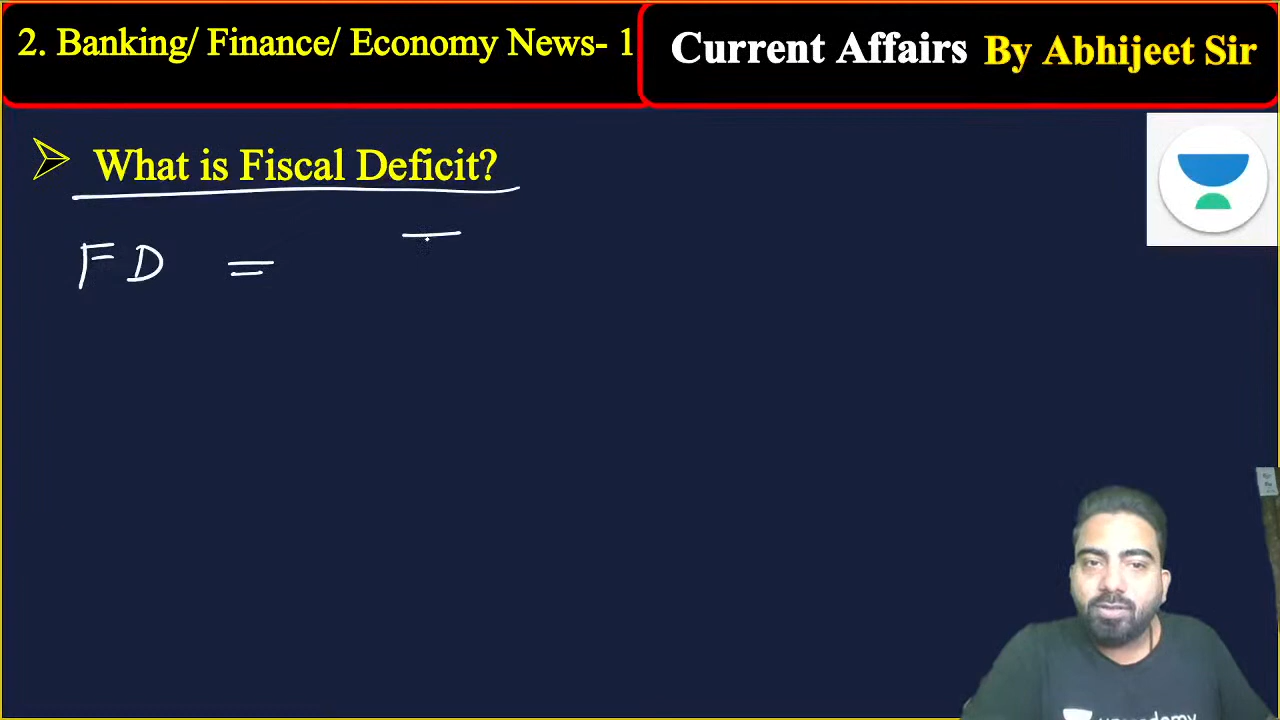 2. Banking/ Finance/ Economy News- 1
Current Affairs By Abhijeet Sir
What is Fiscal Deficit?
FD =